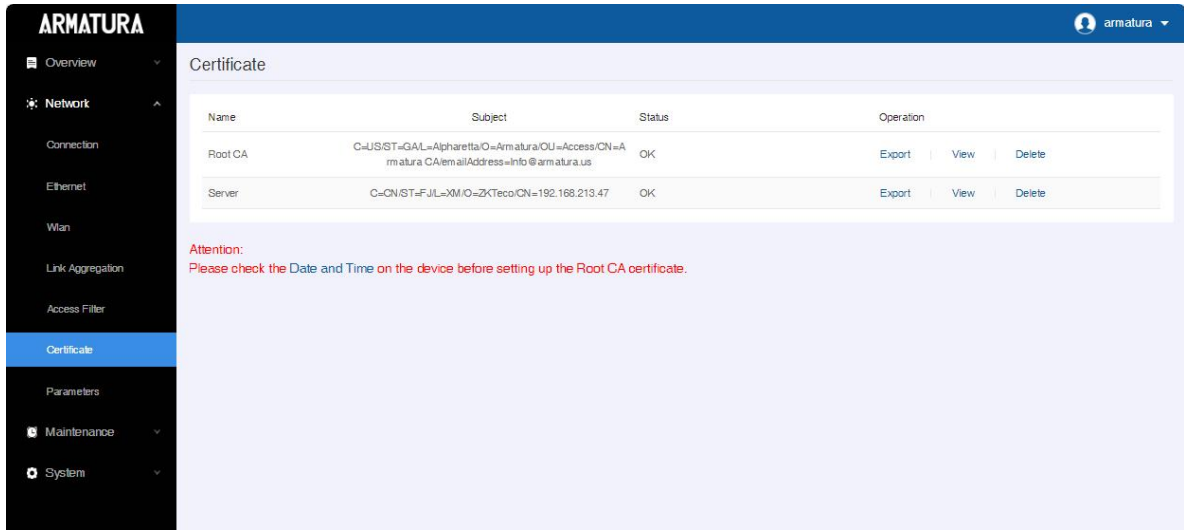 ARMATURA
armatura
Overview
Network
Connection
Ethernet
Wlan
Link Aggregation
Access Filter
Certificate
Parameters
Maintenance
System
Certificate
Name Subject Status Operation
Root CA C=US/ST=GA/L=Alpharetta/O=Armatura/OU=Access/CN=A OK Export View Delete
rmatura CA/emailAddress=Info@armatura.us
Server C=CN/ST=FJ/L=XM/O=ZKTeco/CN=192.168.213.47 OK Export View Delete
Attention:
Please check the Date and Time on the device before setting up the Root CA certificate.